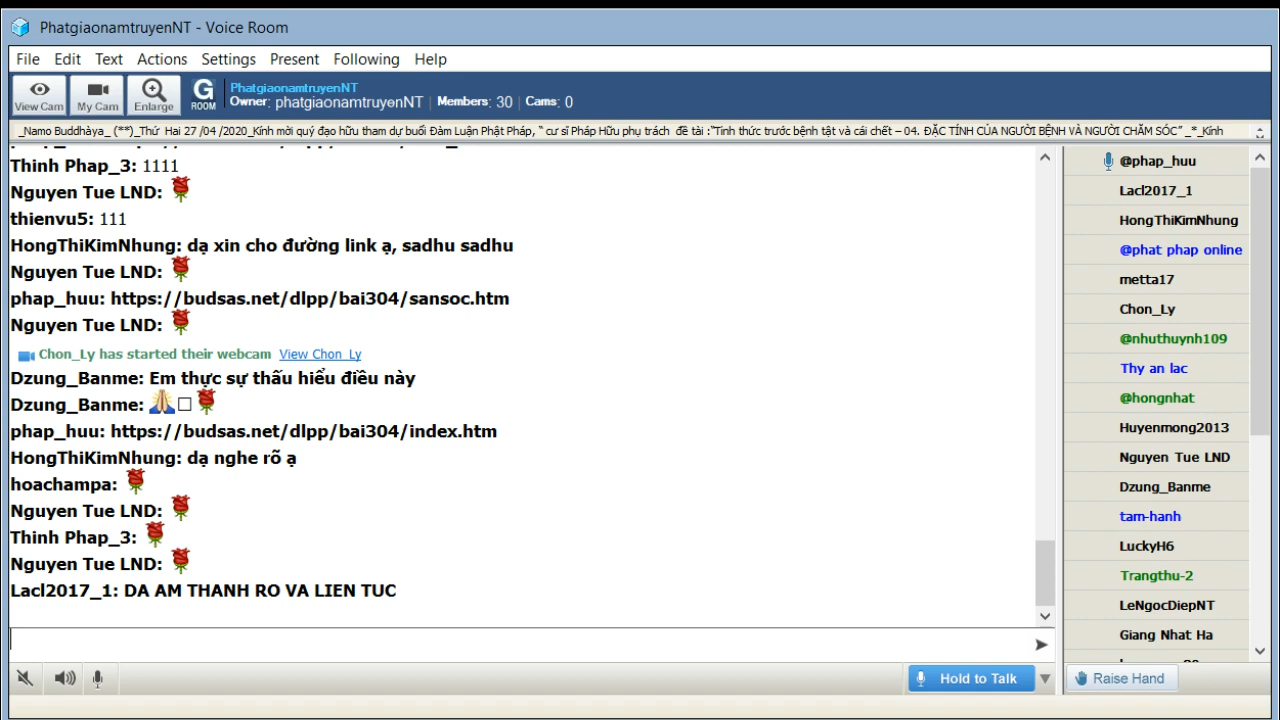 PhatgiaonamtruyenNT - Voice Room
File Edit Text Actions Settings Present Following Help
View Cam My Cam Enlarge G ROOM
PhatgiaonamtruyenNT
Owner: phatgiaonamtruyenNT | Members: 30 | Cams: 0
_Namo Buddhàya_ (**)_Thứ Hai 27 /04 /2020_Kính mời quý đạo hữu tham dự buổi Đàm Luận Phật Pháp, " cư sĩ Pháp Hữu phụ trách đề tài :"Tỉnh thức trước bệnh tật và cái chết – 04. ĐẶC TÍNH CỦA NGƯỜI BỆNH VÀ NGƯỜI CHĂM SÓC" _*_Kính
Thinh Phap_3: 1111
Nguyen Tue LND: 🌹
thienvu5: 111
HongThiKimNhung: dạ xin cho đường link ạ, sadhu sadhu
Nguyen Tue LND: 🌹
phap_huu: https://budsas.net/dlpp/bai304/sansoc.htm
Nguyen Tue LND: 🌹
Chon_Ly has started their webcam View Chon_Ly
Dzung_Banme: Em thực sự thấu hiểu điều này
Dzung_Banme: 🙏□🌹
phap_huu: https://budsas.net/dlpp/bai304/index.htm
HongThiKimNhung: dạ nghe rõ ạ
hoachampa: 🌹
Nguyen Tue LND: 🌹
Thinh Phap_3: 🌹
Nguyen Tue LND: 🌹
Lacl2017_1: DA AM THANH RO VA LIEN TUC
@phap_huu
Lacl2017_1
HongThiKimNhung
@phat phap online
metta17
Chon_Ly
@nhuthuynh109
Thy an lac
@hongnhat
Huyenmong2013
Nguyen Tue LND
Dzung_Banme
tam-hanh
LuckyH6
Trangthu-2
LeNgocDiepNT
Giang Nhat Ha
Hold to Talk
Raise Hand